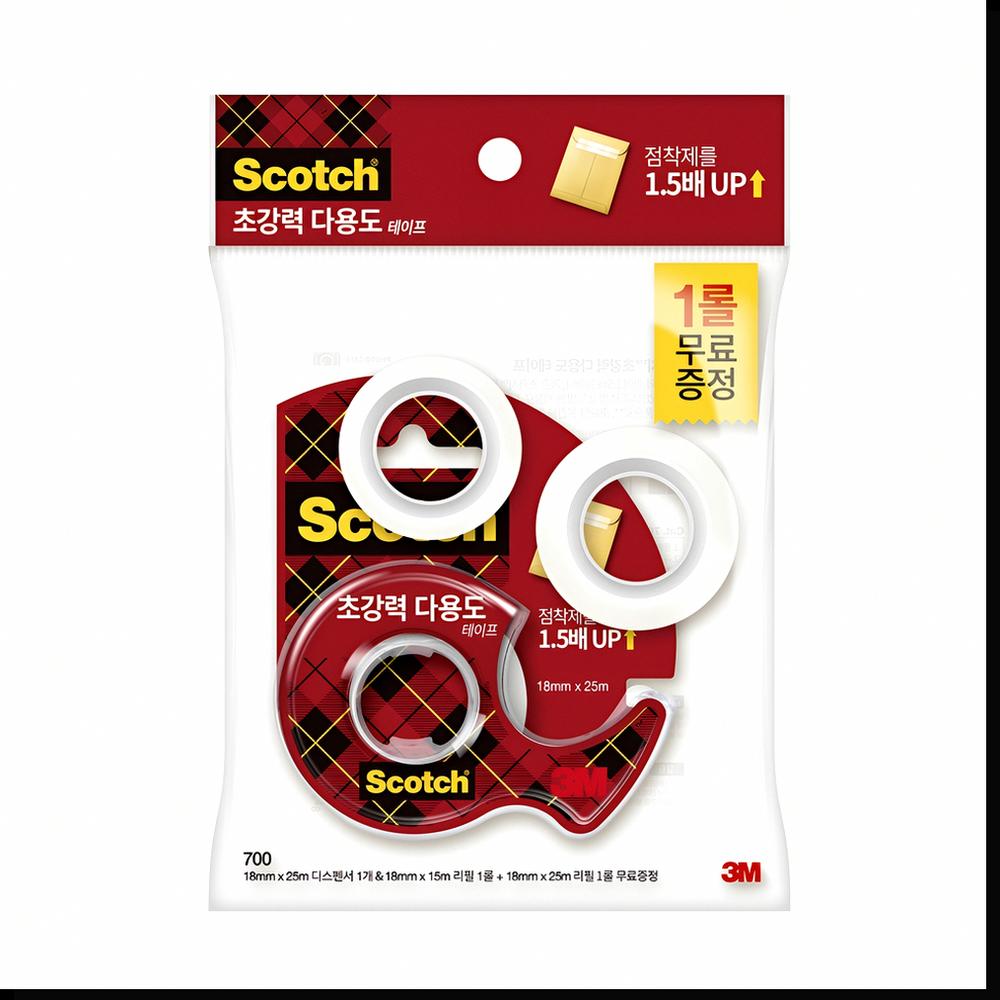 Scotch®
초강력 다용도 테이프
점착제를
1.5배 UP
1롤
무료
증정
초강력 다용도
테이프
점착제를
1.5배 UP
18mm x 25m
Scotch®
3M
700
18mm x 25m 디스펜서 1개 & 18mm x 15m 리필 1롤 + 18mm x 25m 리필 1롤 무료증정
3M